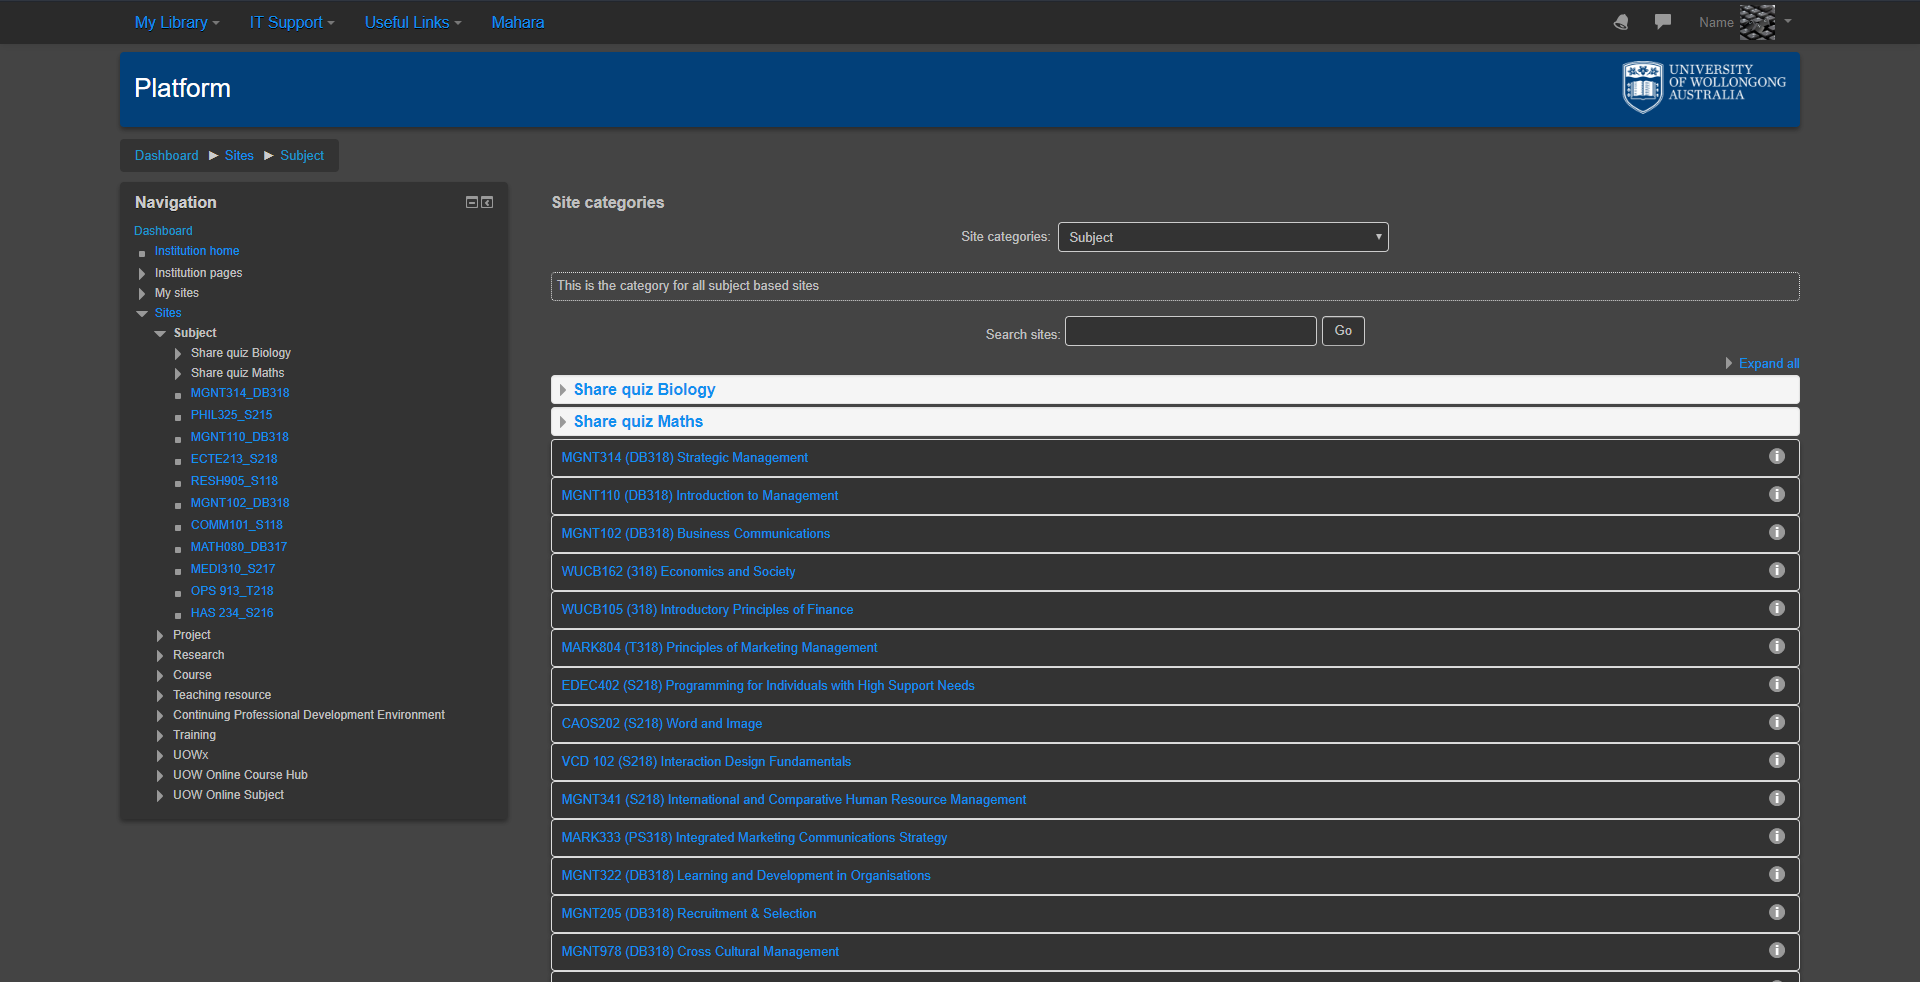 My Library IT Support Useful Links Mahara Name
Platform
UNIVERSITY
OF WOLLONGONG
AUSTRALIA
Dashboard Sites Subject
Navigation
Dashboard
Institution home
Institution pages
My sites
Sites
Subject
Share quiz Biology
Share quiz Maths
MGNT314_DB318
PHIL325_S215
MGNT110_DB318
ECTE213_S218
RESH905_S118
MGNT102_DB318
COMM101_S118
MATH080_DB317
MEDI310_S217
OPS 913_T218
HAS 234_S216
Project
Research
Course
Teaching resource
Continuing Professional Development Environment
Training
UOWx
UOW Online Course Hub
UOW Online Subject
Site categories
Site categories: Subject
This is the category for all subject based sites
Search sites: Go
Expand all
Share quiz Biology
Share quiz Maths
MGNT314 (DB318) Strategic Management
MGNT110 (DB318) Introduction to Management
MGNT102 (DB318) Business Communications
WUCB162 (318) Economics and Society
WUCB105 (318) Introductory Principles of Finance
MARK804 (T318) Principles of Marketing Management
EDEC402 (S218) Programming for Individuals with High Support Needs
CAOS202 (S218) Word and Image
VCD 102 (S218) Interaction Design Fundamentals
MGNT341 (S218) International and Comparative Human Resource Management
MARK333 (PS318) Integrated Marketing Communications Strategy
MGNT322 (DB318) Learning and Development in Organisations
MGNT205 (DB318) Recruitment & Selection
MGNT978 (DB318) Cross Cultural Management